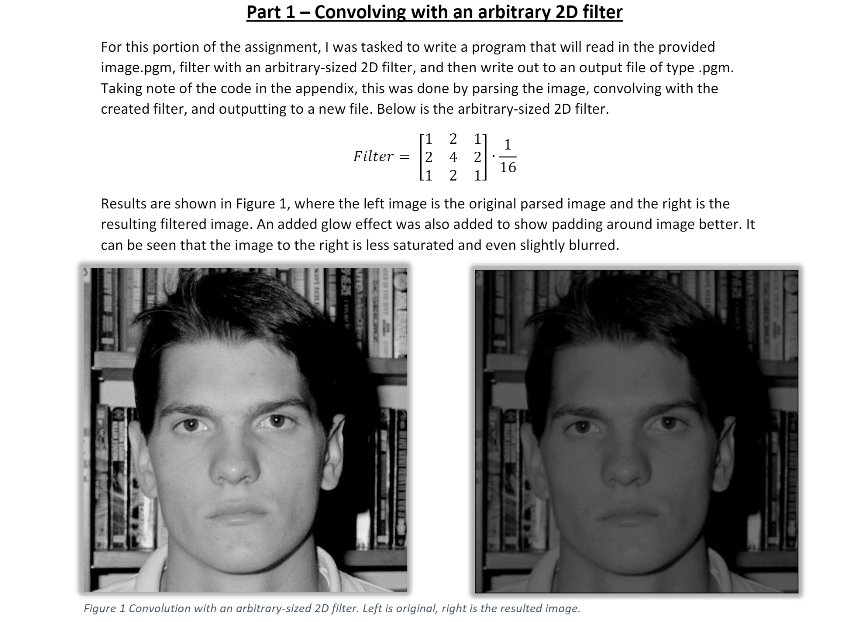 Part 1 – Convolving with an arbitrary 2D filter
For this portion of the assignment, I was tasked to write a program that will read in the provided
image.pgm, filter with an arbitrary-sized 2D filter, and then write out to an output file of type .pgm.
Taking note of the code in the appendix, this was done by parsing the image, convolving with the
created filter, and outputting to a new file. Below is the arbitrary-sized 2D filter.
Filter = [1 2 1
2 4 2
1 2 1] · 1/16
Results are shown in Figure 1, where the left image is the original parsed image and the right is the
resulting filtered image. An added glow effect was also added to show padding around image better. It
can be seen that the image to the right is less saturated and even slightly blurred.
Figure 1 Convolution with an arbitrary-sized 2D filter. Left is original, right is the resulted image.